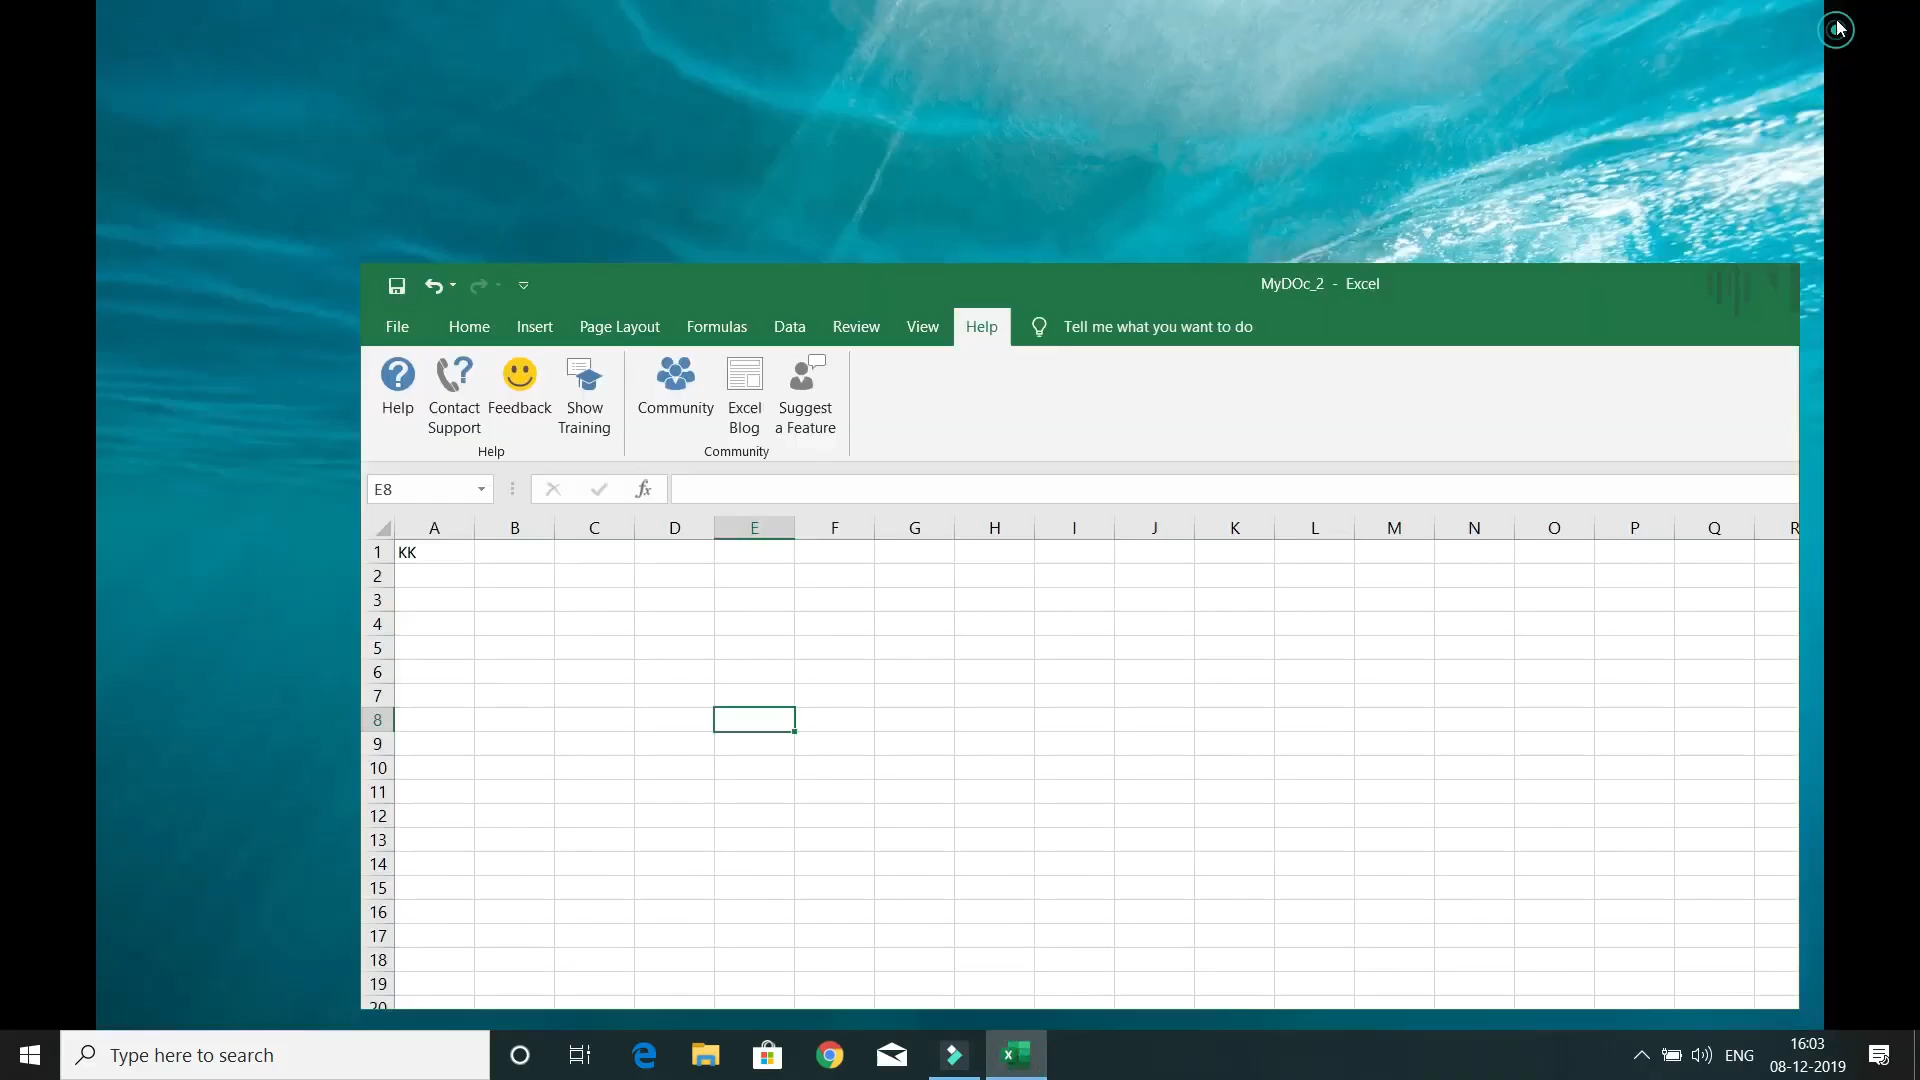 MyDOc_2 - Excel
File Home Insert Page Layout Formulas Data Review View Help Tell me what you want to do
Help Contact Support Feedback Show Training Community Excel Blog Suggest a Feature
Help Community
E8 fx
A B C D E F G H I J K L M N O P Q R
1 KK
2
3
4
5
6
7
8
9
10
11
12
13
14
15
16
17
18
19
20
Type here to search
ENG
16:03
08-12-2019